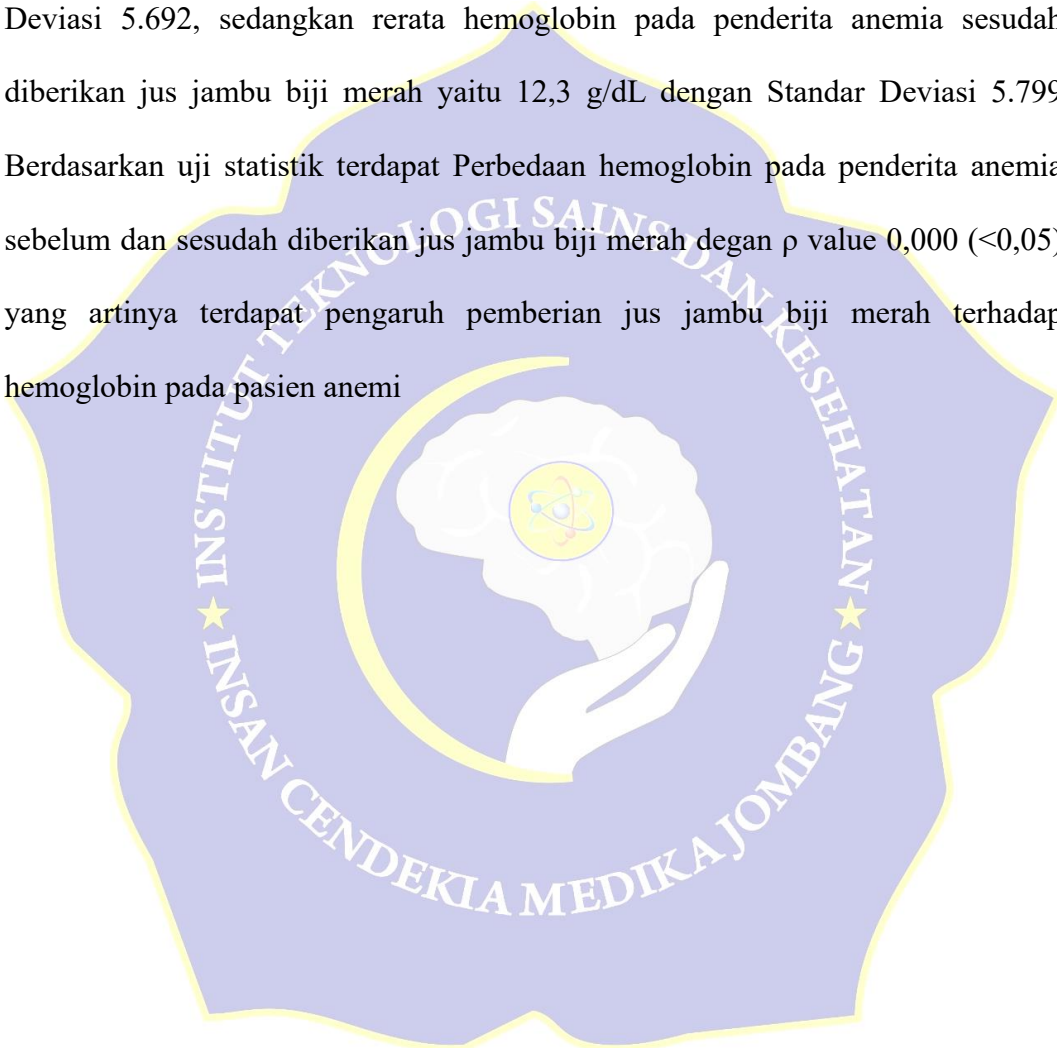 Deviasi 5.692, sedangkan rerata hemoglobin pada penderita anemia sesudah
diberikan jus jambu biji merah yaitu 12,3 g/dL dengan Standar Deviasi 5.799
Berdasarkan uji statistik terdapat Perbedaan hemoglobin pada penderita anemia
sebelum dan sesudah diberikan jus jambu biji merah degan ρ value 0,000 (<0,05)
yang artinya terdapat pengaruh pemberian jus jambu biji merah terhadap
hemoglobin pada pasien anemi
INSTITUT TEKNOLOGI SAINS DAN KESEHATAN
INSAN CENDEKIA MEDIKA JOMBANG